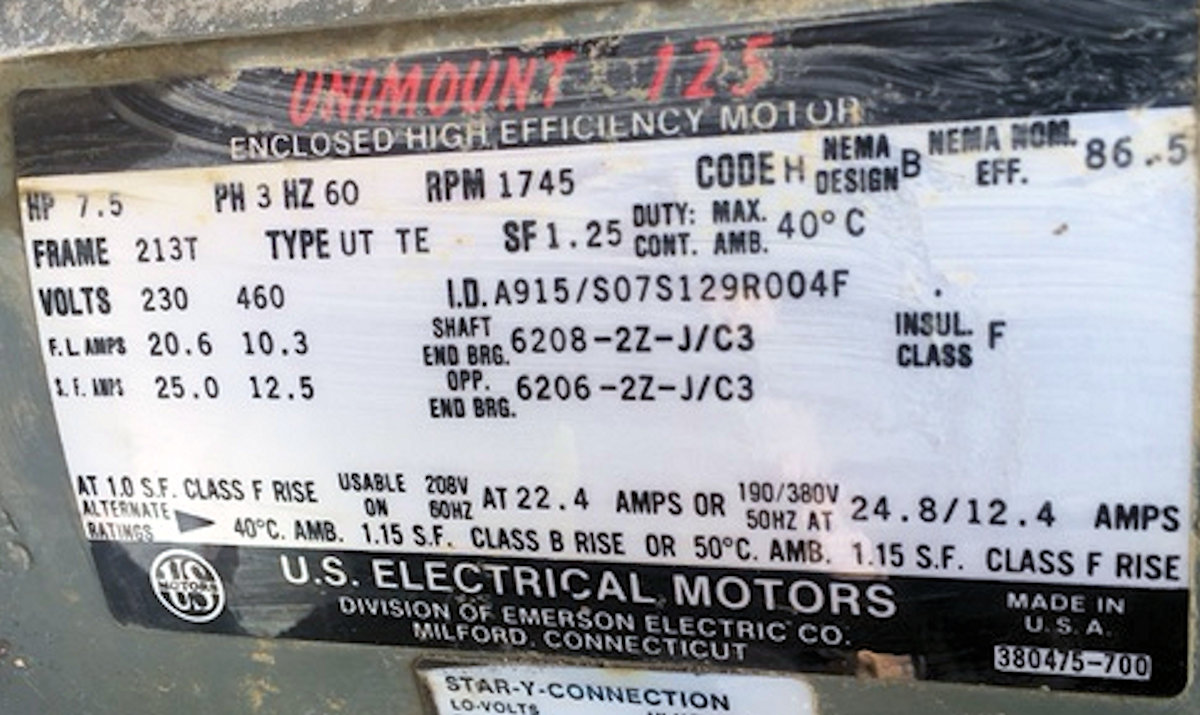 UNIMOUNT 125
ENCLOSED HIGH EFFICIENCY MOTOR
HP 7.5 PH 3 HZ 60 RPM 1745 CODE H NEMA DESIGN B NEMA NOM. EFF. 86.5
FRAME 213T TYPE UT TE SF 1.25 DUTY: CONT. MAX. AMB. 40°C
VOLTS 230 460 I.D. A915/S07S129R004F
F.L AMPS 20.6 10.3 SHAFT END BRG. 6208-2Z-J/C3 INSUL. CLASS F
S.F. AMPS 25.0 12.5 OPP. END BRG. 6206-2Z-J/C3
AT 1.0 S.F. CLASS F RISE USABLE ON 208V 60HZ AT 22.4 AMPS OR 190/380V 50HZ AT 24.8/12.4 AMPS
ALTERNATE RATINGS 40°C. AMB. 1.15 S.F. CLASS B RISE OR 50°C. AMB. 1.15 S.F. CLASS F RISE
US MOTORS US
U.S. ELECTRICAL MOTORS
DIVISION OF EMERSON ELECTRIC CO.
MILFORD, CONNECTICUT
MADE IN
U.S.A.
380475-700
STAR-Y-CONNECTION
LO-VOLTS